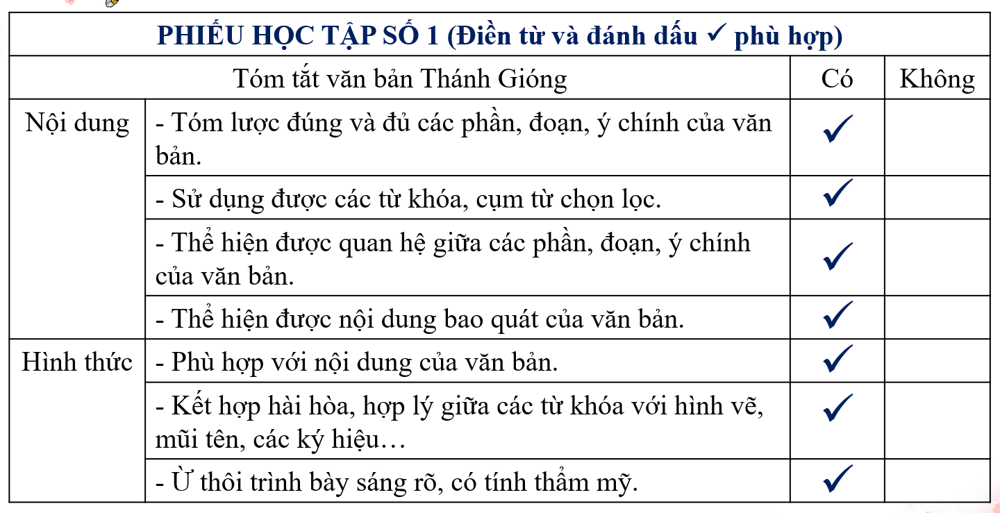 PHIẾU HỌC TẬP SỐ 1 (Điền từ và đánh dấu ✓ phù hợp)
Tóm tắt văn bản Thánh Gióng
Có
Không
Nội dung
- Tóm lược đúng và đủ các phần, đoạn, ý chính của văn
bản.
✓
- Sử dụng được các từ khóa, cụm từ chọn lọc.
✓
- Thể hiện được quan hệ giữa các phần, đoạn, ý chính
của văn bản.
✓
- Thể hiện được nội dung bao quát của văn bản.
✓
Hình thức
- Phù hợp với nội dung của văn bản.
✓
- Kết hợp hài hòa, hợp lý giữa các từ khóa với hình vẽ,
mũi tên, các ký hiệu…
✓
- Ừ thôi trình bày sáng rõ, có tính thẩm mỹ.
✓